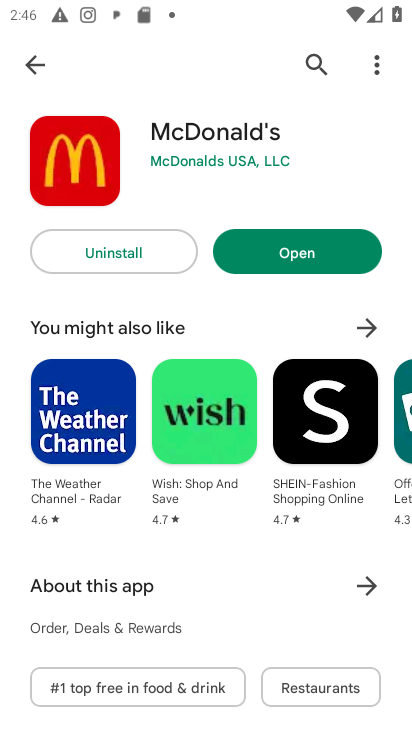 2:46
McDonald's
McDonalds USA, LLC
Uninstall
Open
You might also like
The
Weather
Channel
wish
S
The Weather
Channel - Radar
4.6 ★
Wish: Shop And
Save
4.7 ★
SHEIN-Fashion
Shopping Online
4.7 ★
Off
Let
4.3
About this app
Order, Deals & Rewards
#1 top free in food & drink
Restaurants